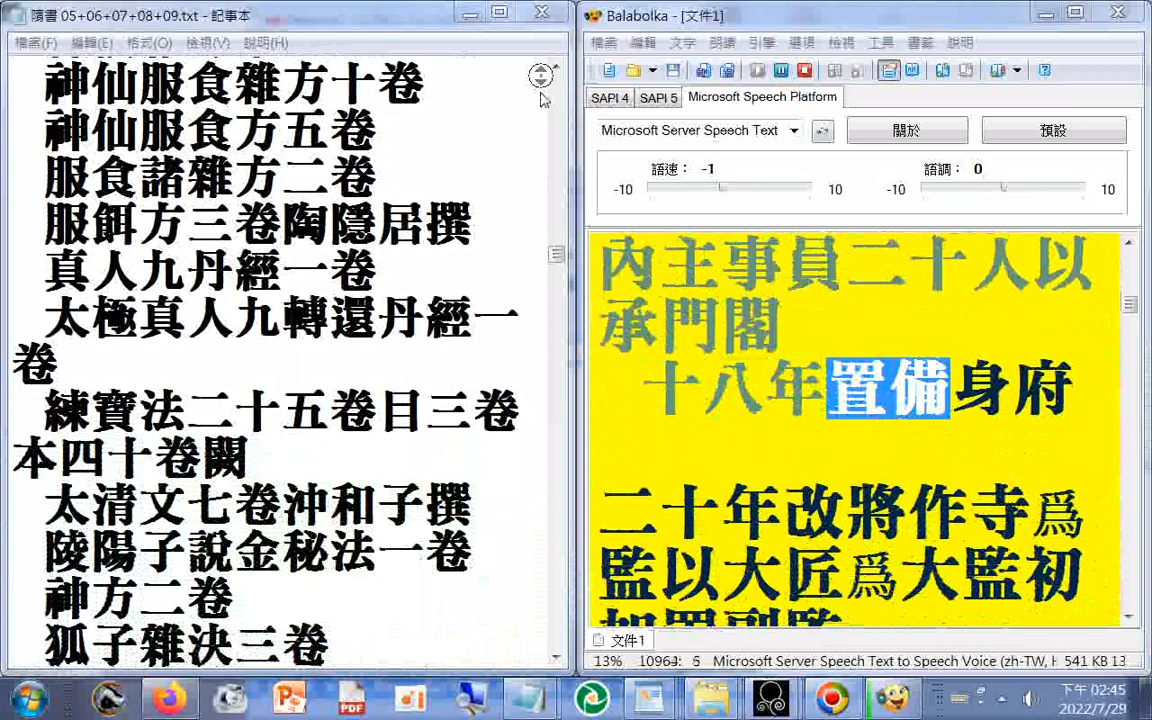 隋書 05+06+07+08+09.txt - 記事本
檔案(F) 編輯(E) 格式(O) 檢視(V) 說明(H)
神仙服食雜方十卷
神仙服食方五卷
服食諸雜方二卷
服餌方三卷陶隱居撰
真人九丹經一卷
太極真人九轉還丹經一
卷
練寶法二十五卷目三卷
本四十卷闕
太清文七卷沖和子撰
陵陽子說金秘法一卷
神方二卷
狐子雜決三卷
Balabolka - [文件1]
檔案 編輯 文字 朗讀 引擎 選項 檢視 工具 書籤 說明
SAPI 4 SAPI 5 Microsoft Speech Platform
Microsoft Server Speech Text 關於 預設
語速: -1 語調: 0
-10 10 -10 10
內主事員二十人以
承門閣
十八年置備身府
二十年改將作寺爲
監以大匠爲大監初
加置副監
文件1
13% 10964: 5 Microsoft Server Speech Text to Speech Voice (zh-TW, H 541 KB 13
下午 02:45
2022/7/29